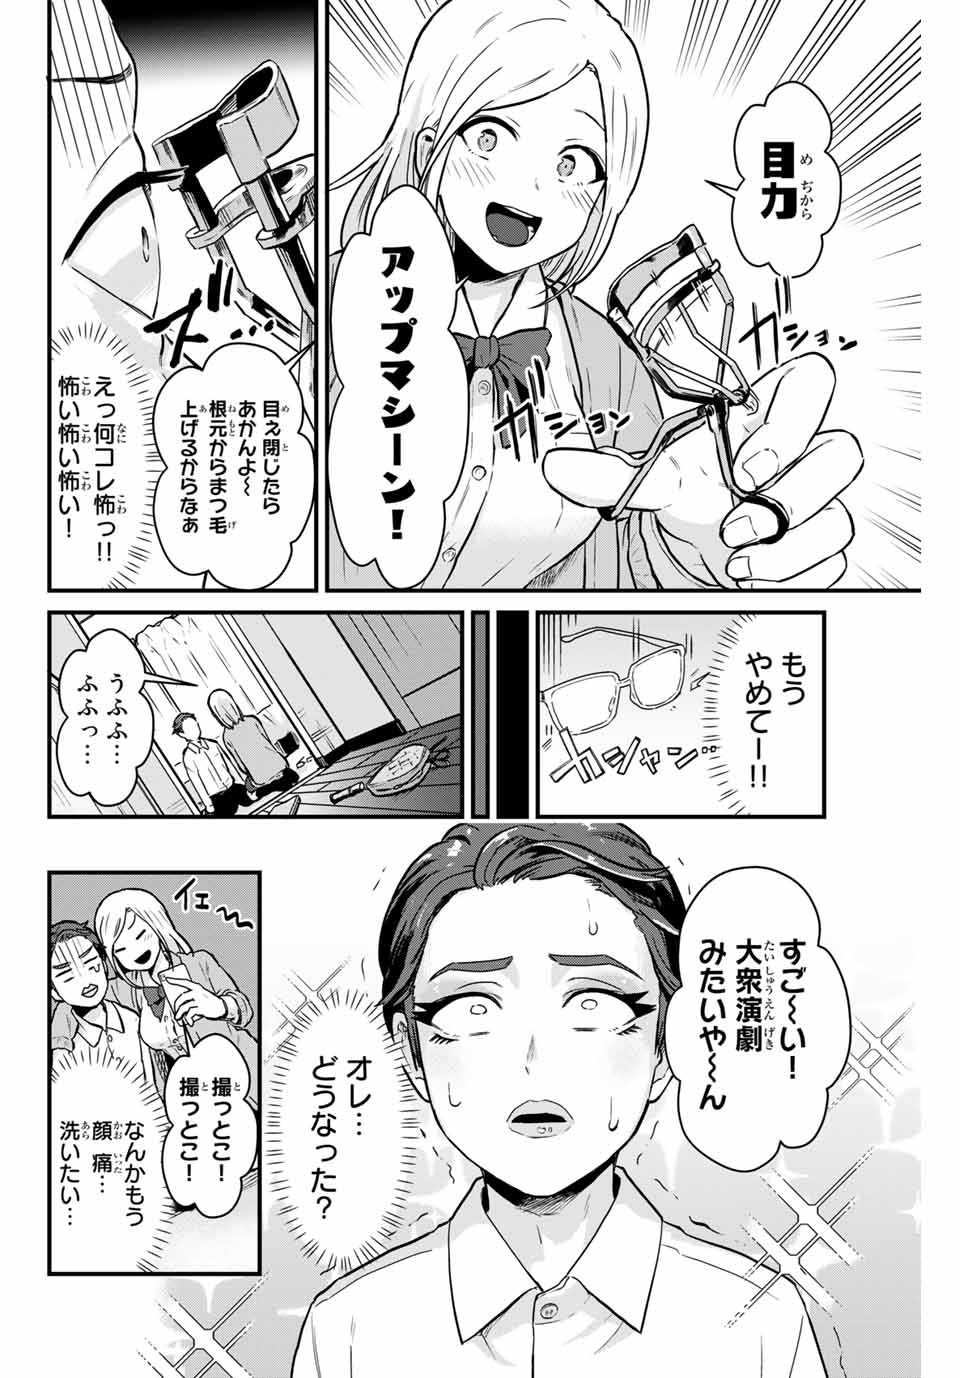 目力
アップマシーン！
ガション
ガション
目ぇ閉じたら
あかんよ〜
根元からまつ毛
上げるからなぁ
ズ…
えっ何コレ怖っ!!
怖い怖い怖い！
もう
やめてー!!
カシャン…
うふふ…
ふふっ…
すご〜い！
大衆演劇
みたいや〜ん
オレ…
どうなった？
イエ〜
撮っとこ！
撮っとこ！
なんかもう
顔痛…
洗いたい…